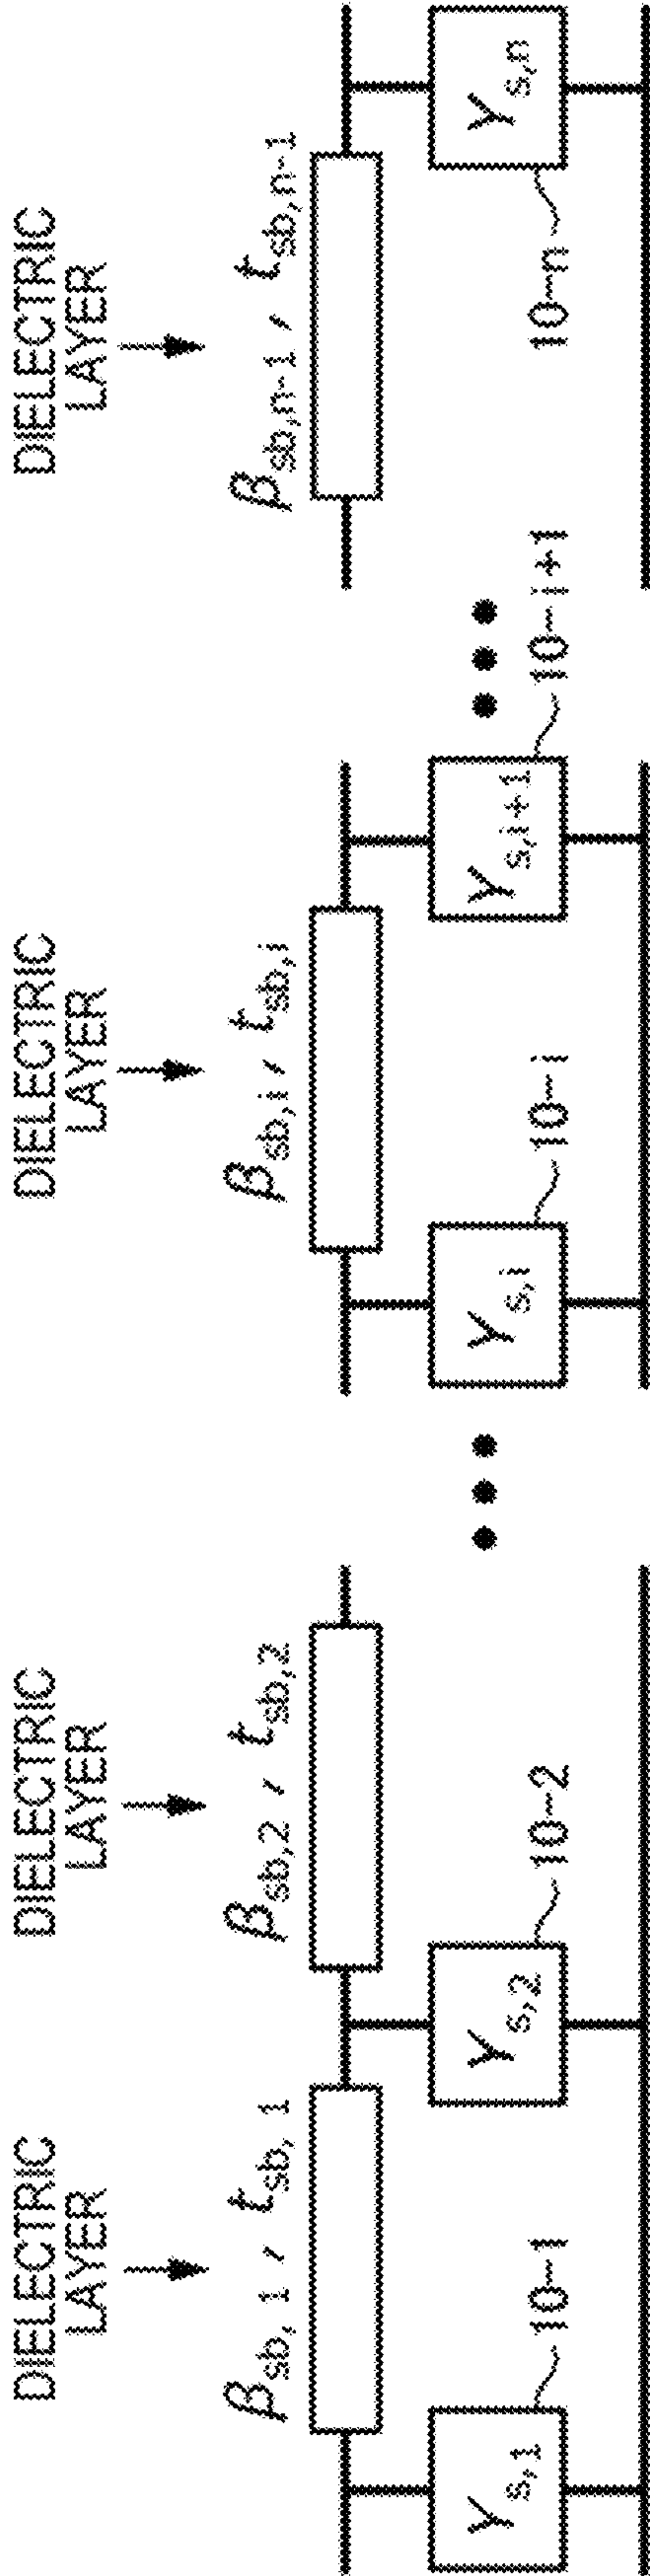 DIELECTRIC
LAYER
DIELECTRIC
LAYER
DIELECTRIC
LAYER
DIELECTRIC
LAYER
βsb, 1 , tsb, 1
βsb,2 , tsb,2
βsb,i , tsb,i
βsb,n-1 , tsb,n-1
Ys,1
Ys,2
Ys,i
Ys,i+1
Ys,n
10-1
10-2
10-i
10-i+1
10-n